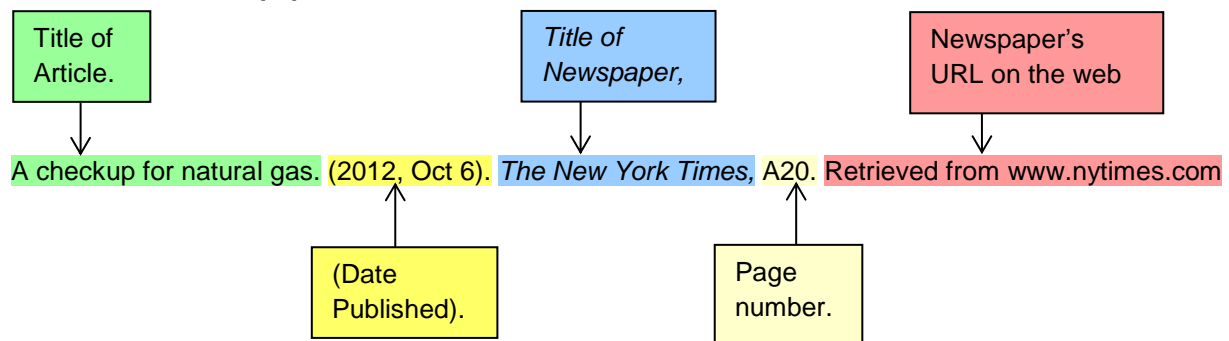 Title of
Article.
Title of
Newspaper,
Newspaper's
URL on the web
A checkup for natural gas. (2012, Oct 6). The New York Times, A20. Retrieved from www.nytimes.com
(Date
Published).
Page
number.